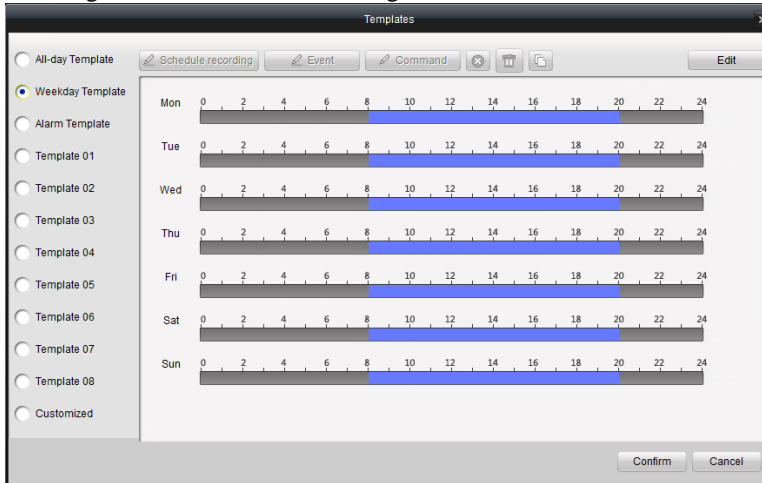 Templates
All-day Template
Schedule recording Event Command Edit
Weekday Template
Alarm Template
Template 01
Template 02
Template 03
Template 04
Template 05
Template 06
Template 07
Template 08
Customized
Mon 0 2 4 6 8 10 12 14 16 18 20 22 24
Tue 0 2 4 6 8 10 12 14 16 18 20 22 24
Wed 0 2 4 6 8 10 12 14 16 18 20 22 24
Thu 0 2 4 6 8 10 12 14 16 18 20 22 24
Fri 0 2 4 6 8 10 12 14 16 18 20 22 24
Sat 0 2 4 6 8 10 12 14 16 18 20 22 24
Sun 0 2 4 6 8 10 12 14 16 18 20 22 24
Confirm Cancel